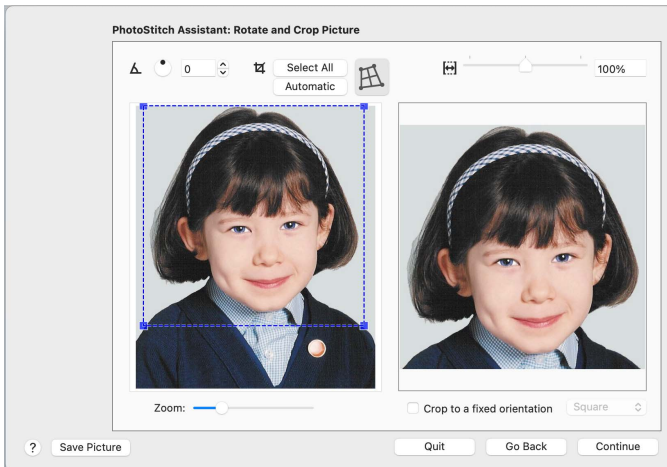 PhotoStitch Assistant: Rotate and Crop Picture
0
Select All
Automatic
100%
Zoom:
Crop to a fixed orientation
Square
?
Save Picture
Quit
Go Back
Continue